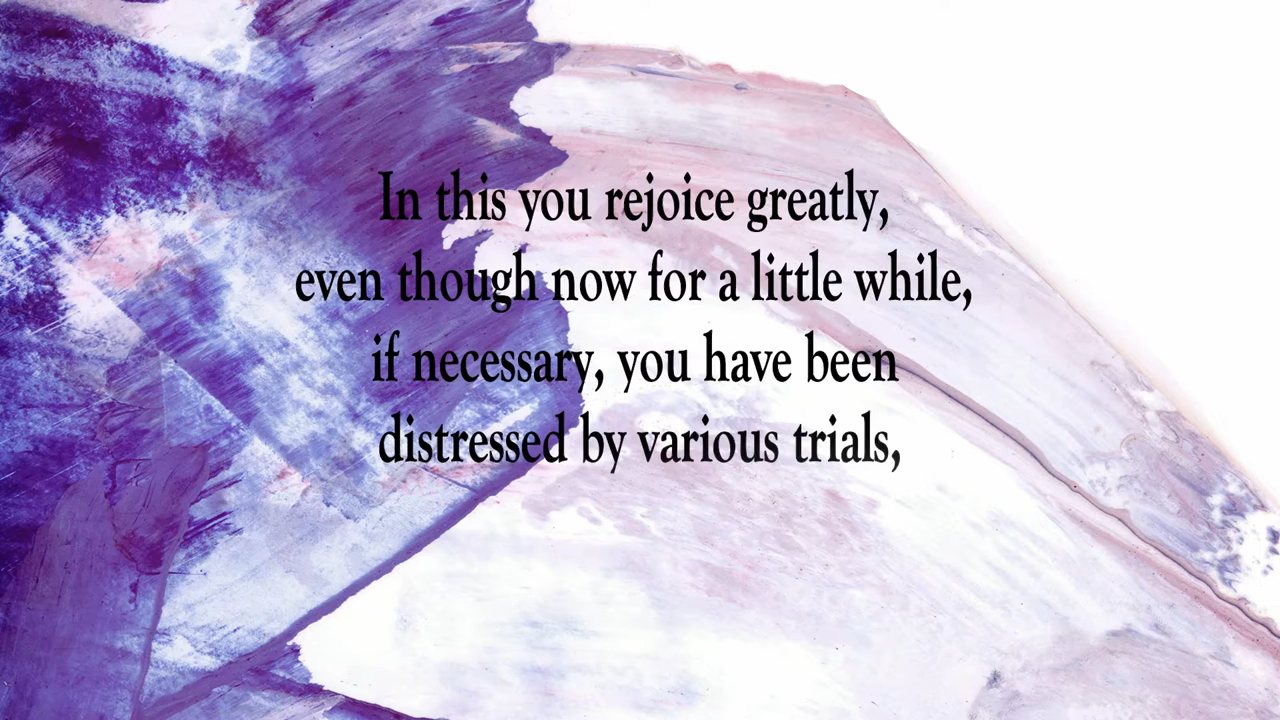 In this you rejoice greatly,
even though now for a little while,
if necessary, you have been
distressed by various trials,